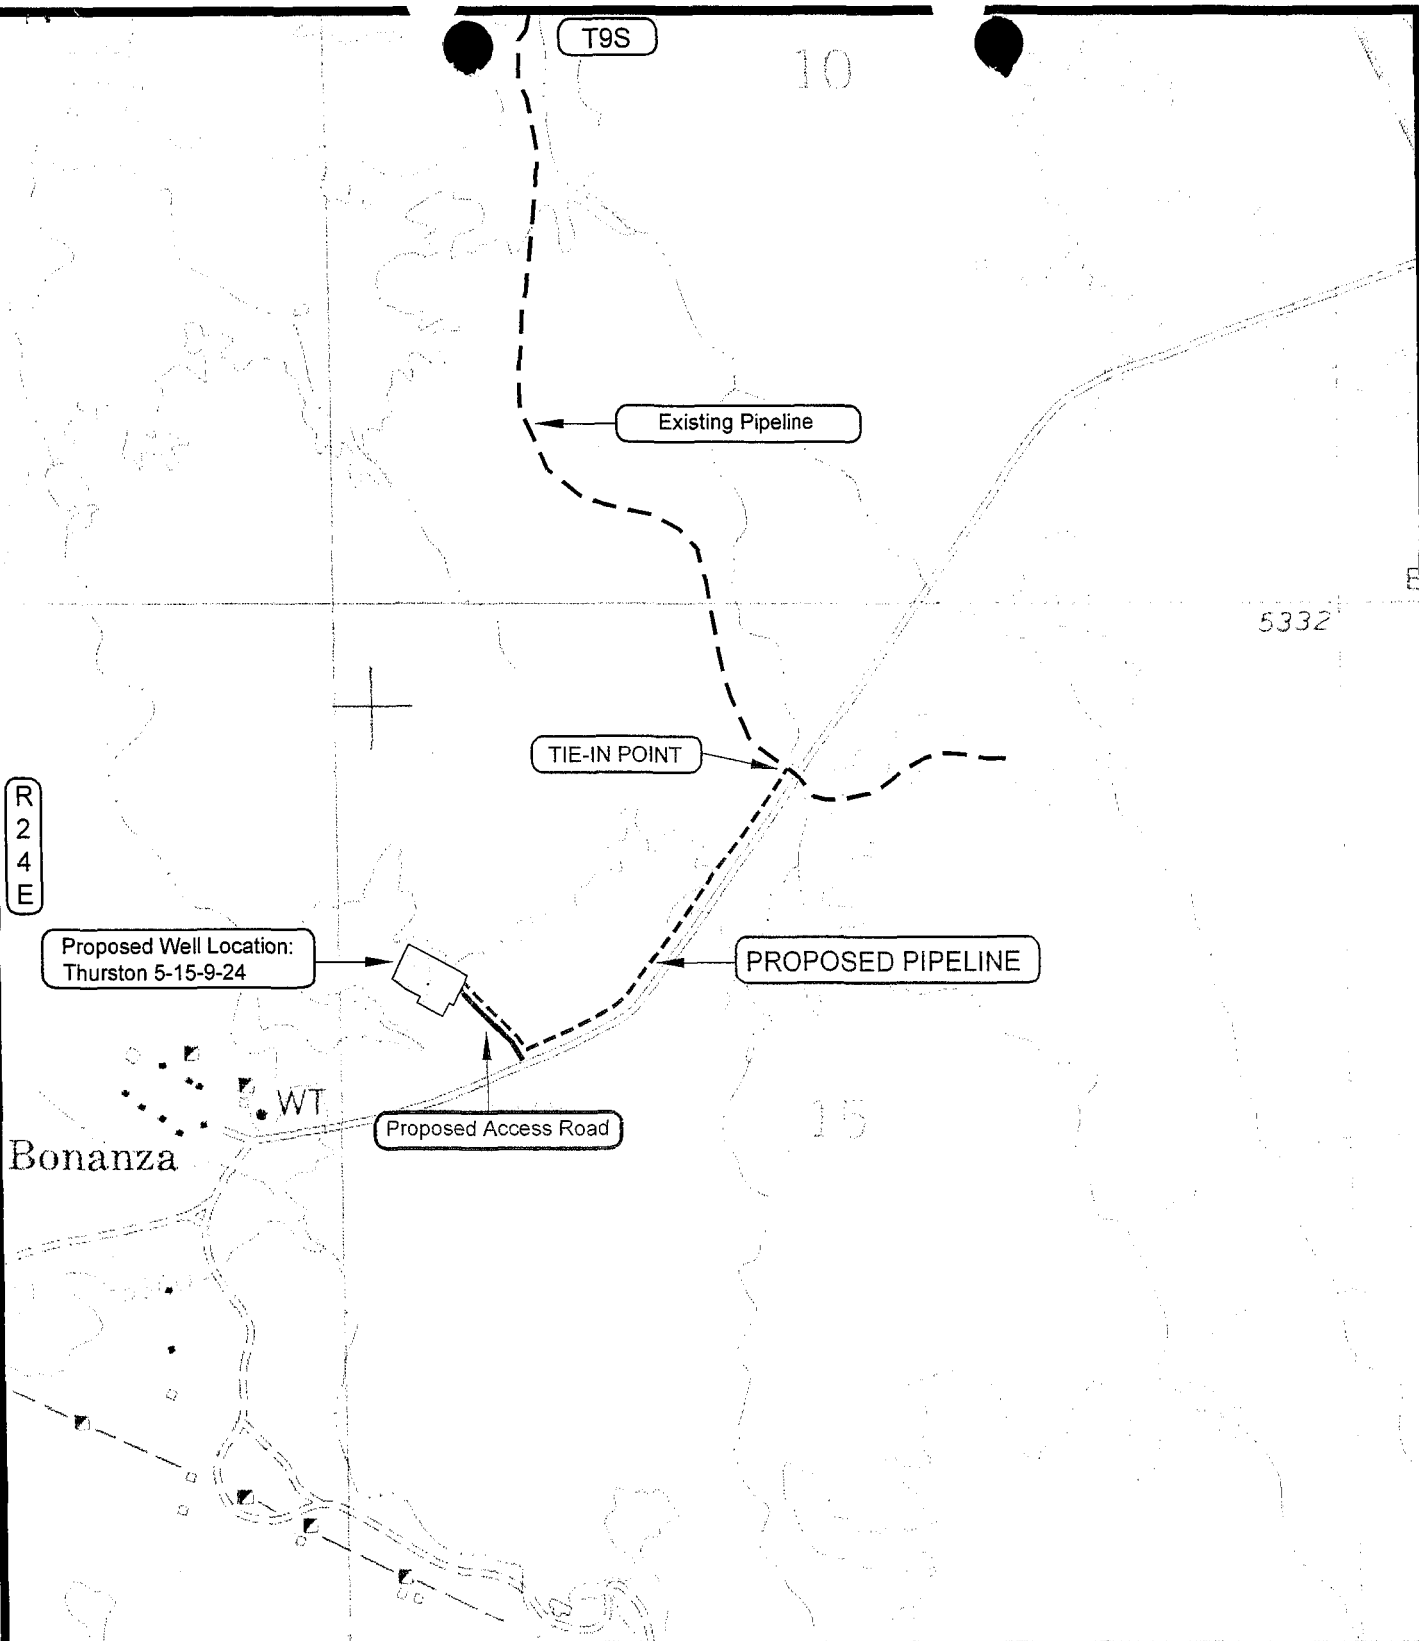 T9S
10
Existing Pipeline
5332
TIE-IN POINT
R
2
4
E
Proposed Well Location:
Thurston 5-15-9-24
PROPOSED PIPELINE
WT
15
Proposed Access Road
Bonanza